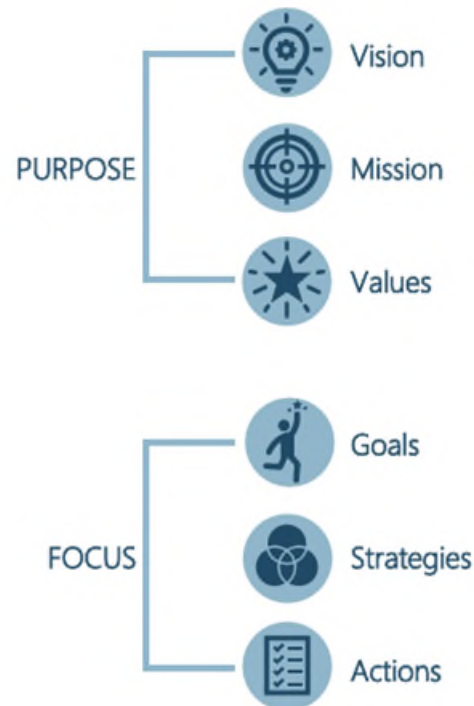 Vision
PURPOSE
Mission
Values
Goals
FOCUS
Strategies
Actions